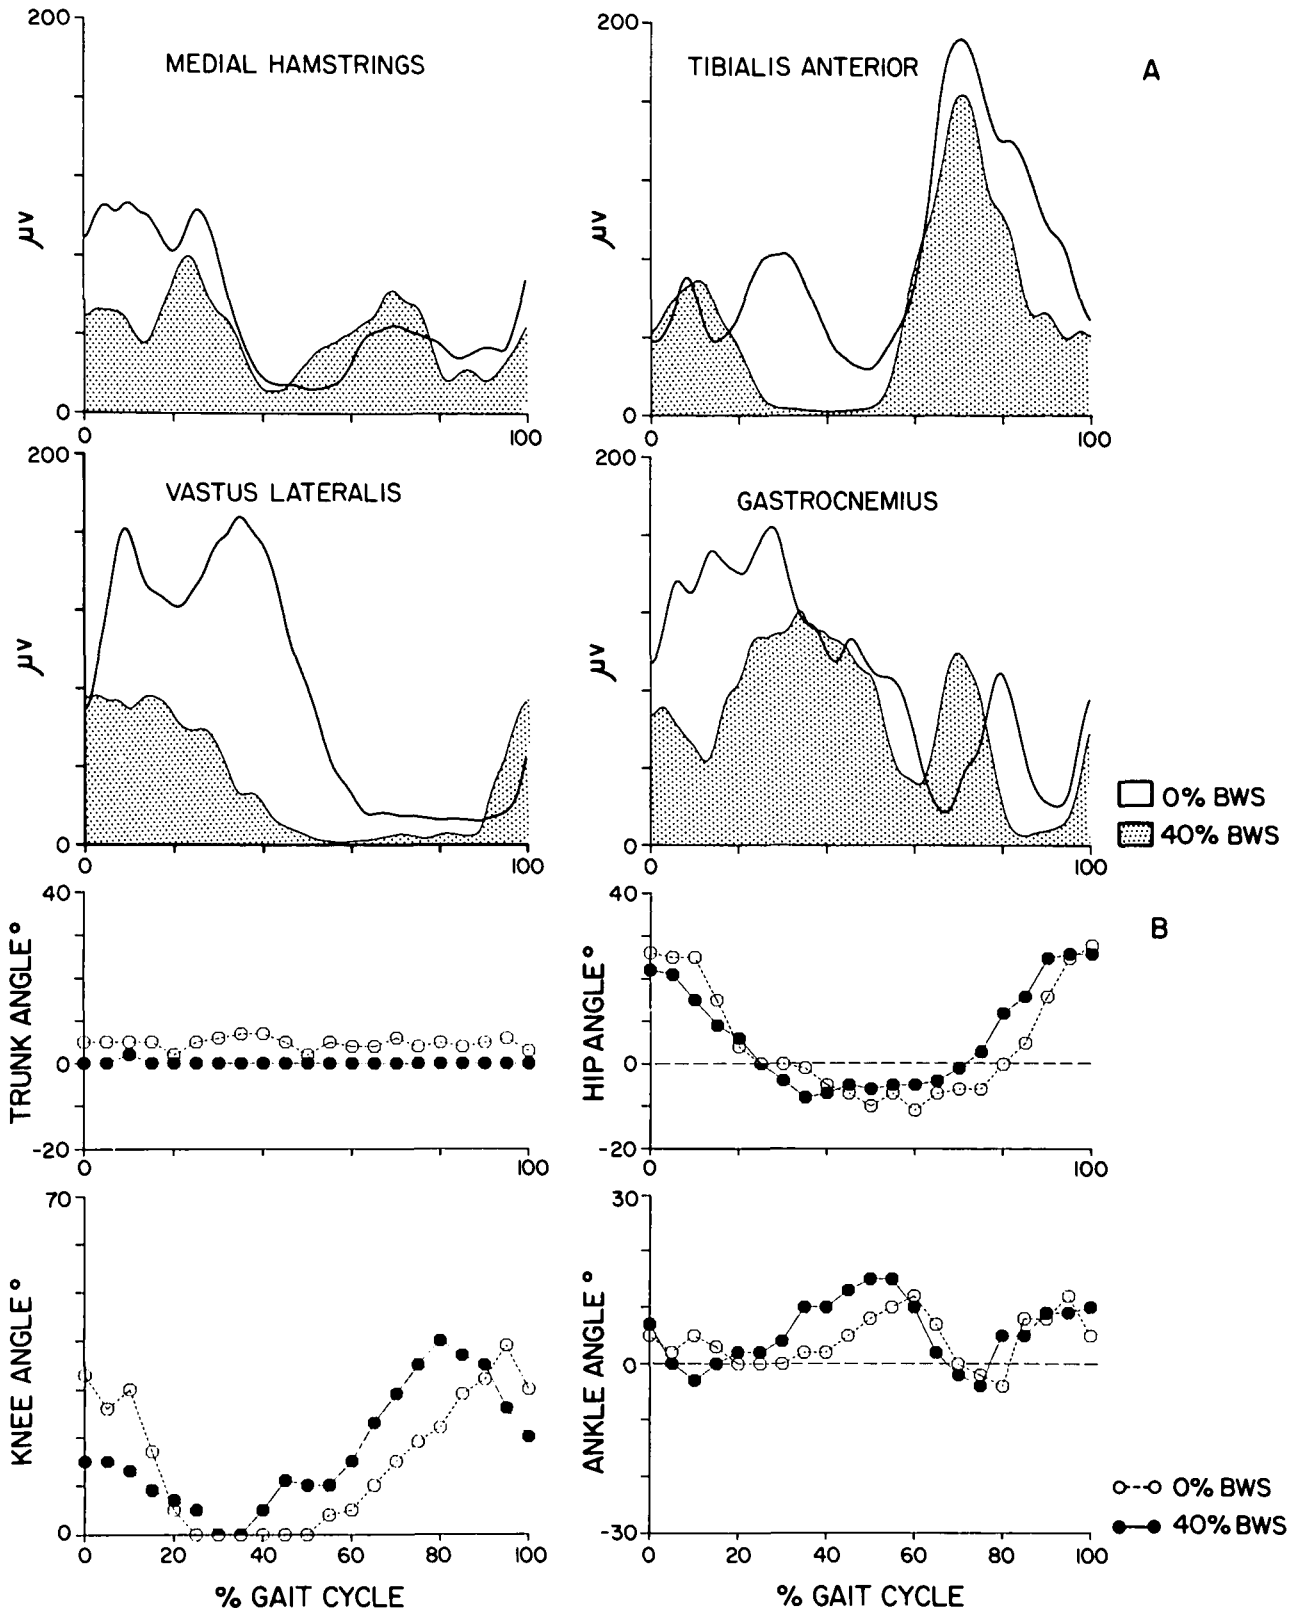 200
MEDIAL HAMSTRINGS
μv
0
0
100
200
TIBIALIS ANTERIOR
A
μv
0
0
100
200
VASTUS LATERALIS
μv
0
0
100
200
GASTROCNEMIUS
μv
0
0
100
0% BWS
40% BWS
40
TRUNK ANGLE°
0
-20
0
100
40
B
HIP ANGLE°
0
-20
0
100
70
KNEE ANGLE°
0
0 20 40 60 80 100
% GAIT CYCLE
30
ANKLE ANGLE°
0
-30
0 20 40 60 80 100
% GAIT CYCLE
0% BWS
40% BWS